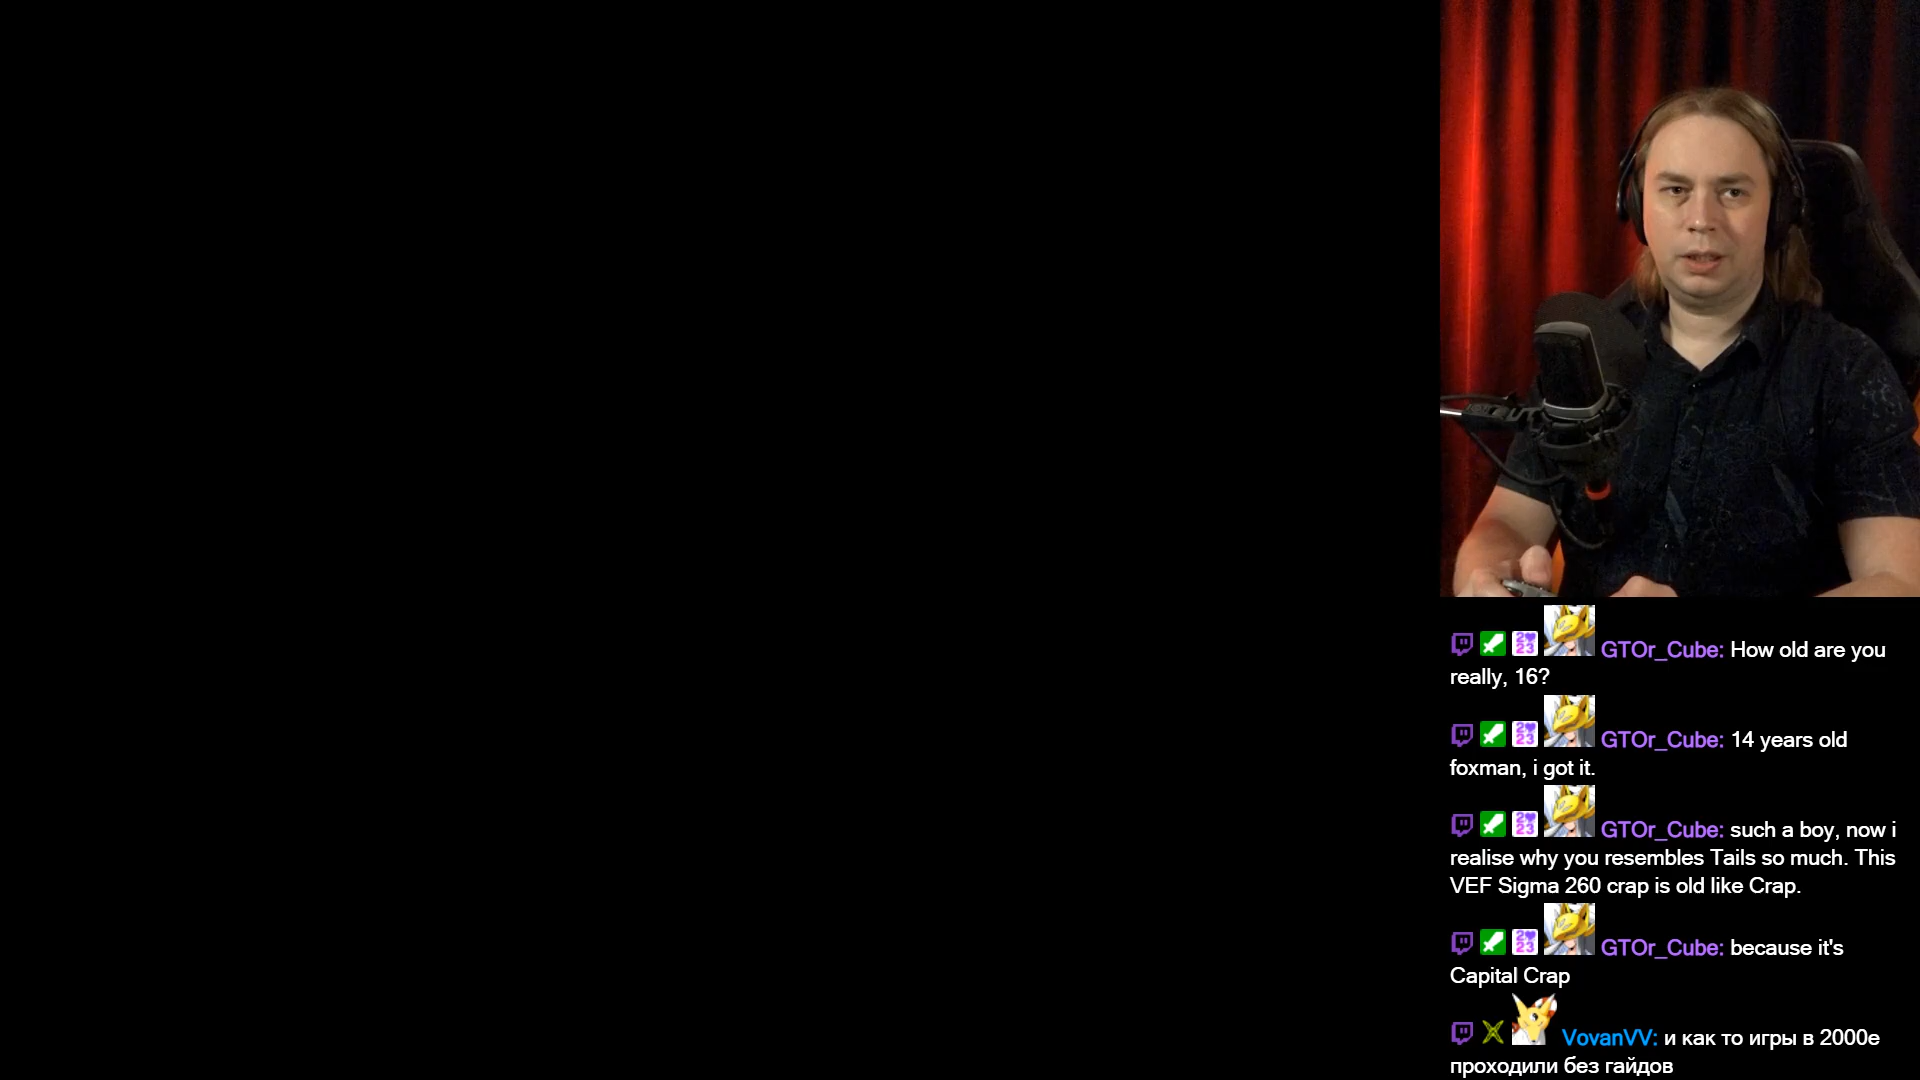 GTOr_Cube: How old are you
really, 16?
GTOr_Cube: 14 years old
foxman, i got it.
GTOr_Cube: such a boy, now i
realise why you resembles Tails so much. This
VEF Sigma 260 crap is old like Crap.
GTOr_Cube: because it's
Capital Crap
VovanVV: и как то игры в 2000е
проходили без гайдов